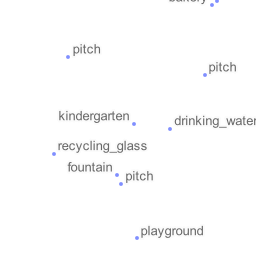 pitch
pitch
kindergarten
drinking_water
recycling_glass
fountain
pitch
playground